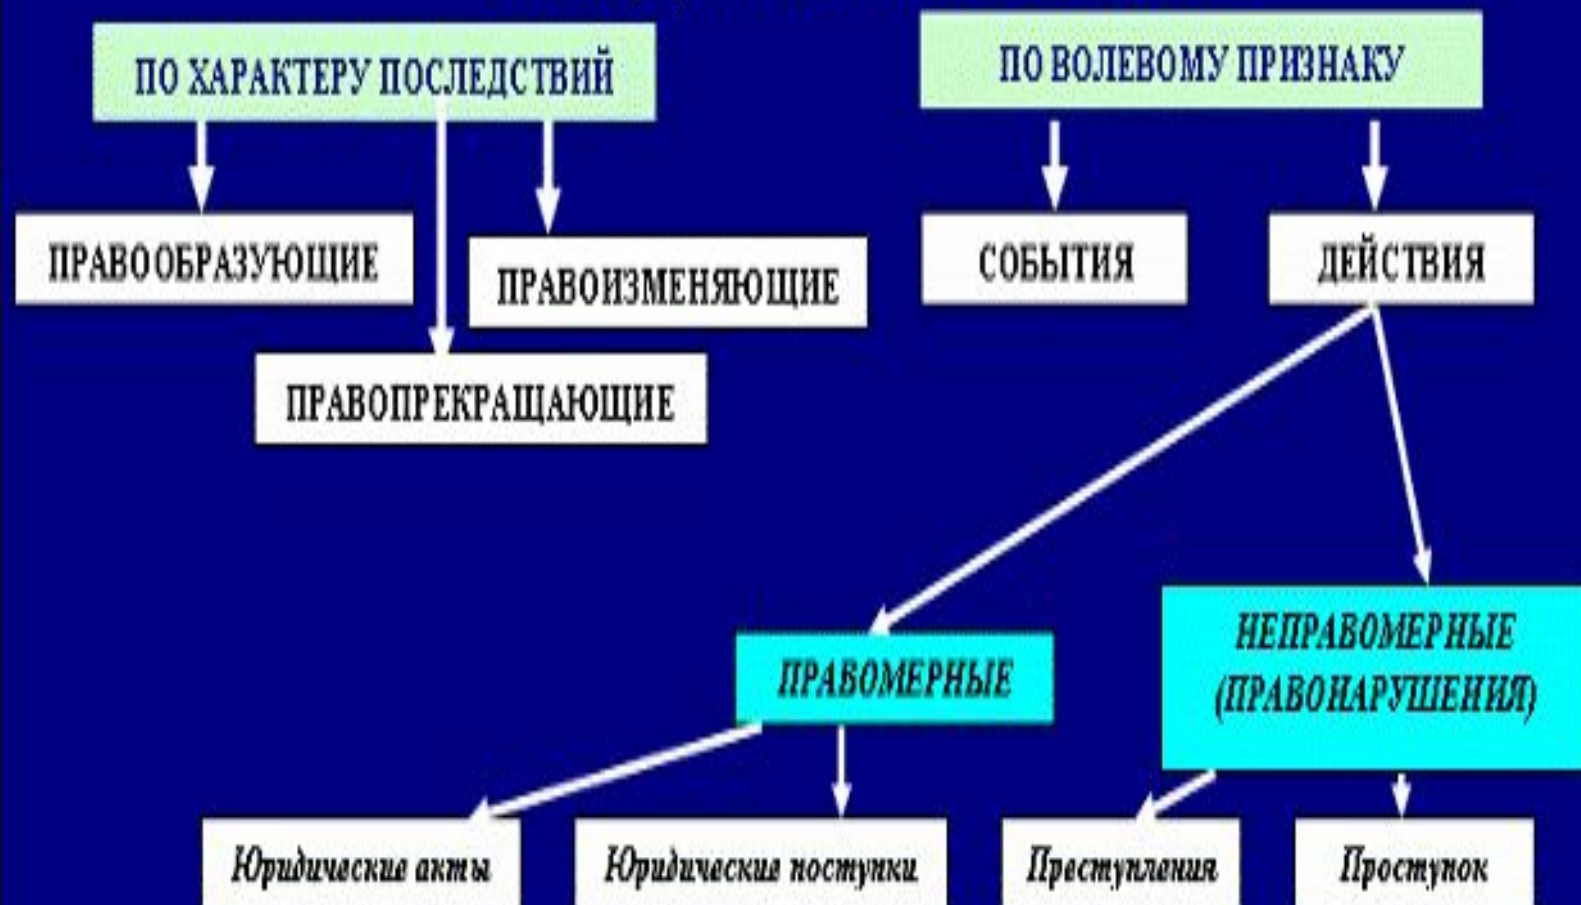 ПО ХАРАКТЕРУ ПОСЛЕДСТВИЙ
ПО ВОЛЕВОМУ ПРИЗНАКУ
ПРАВООБРАЗУЮЩИЕ
ПРАВОИЗМЕНЯЮЩИЕ
СОБЫТИЯ
ДЕЙСТВИЯ
ПРАВОПРЕКРАЩАЮЩИЕ
ПРАВОМЕРНЫЕ
НЕПРАВОМЕРНЫЕ
(ПРАВОНАРУШЕНИЯ)
Юридические акты
Юридические поступки
Преступления
Проступок